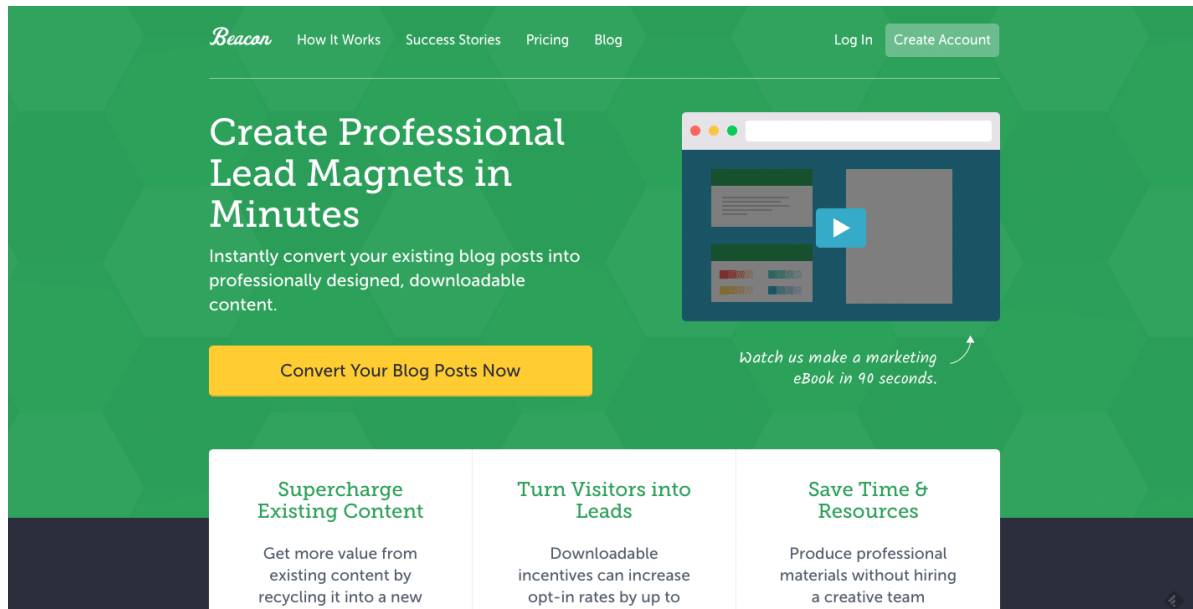 Beacon How It Works Success Stories Pricing Blog Log In Create Account
Create Professional
Lead Magnets in
Minutes
Instantly convert your existing blog posts into
professionally designed, downloadable
content.
Convert Your Blog Posts Now
Watch us make a marketing
eBook in 90 seconds.
Supercharge
Existing Content
Get more value from
existing content by
recycling it into a new
Turn Visitors into
Leads
Downloadable
incentives can increase
opt-in rates by up to
Save Time &
Resources
Produce professional
materials without hiring
a creative team